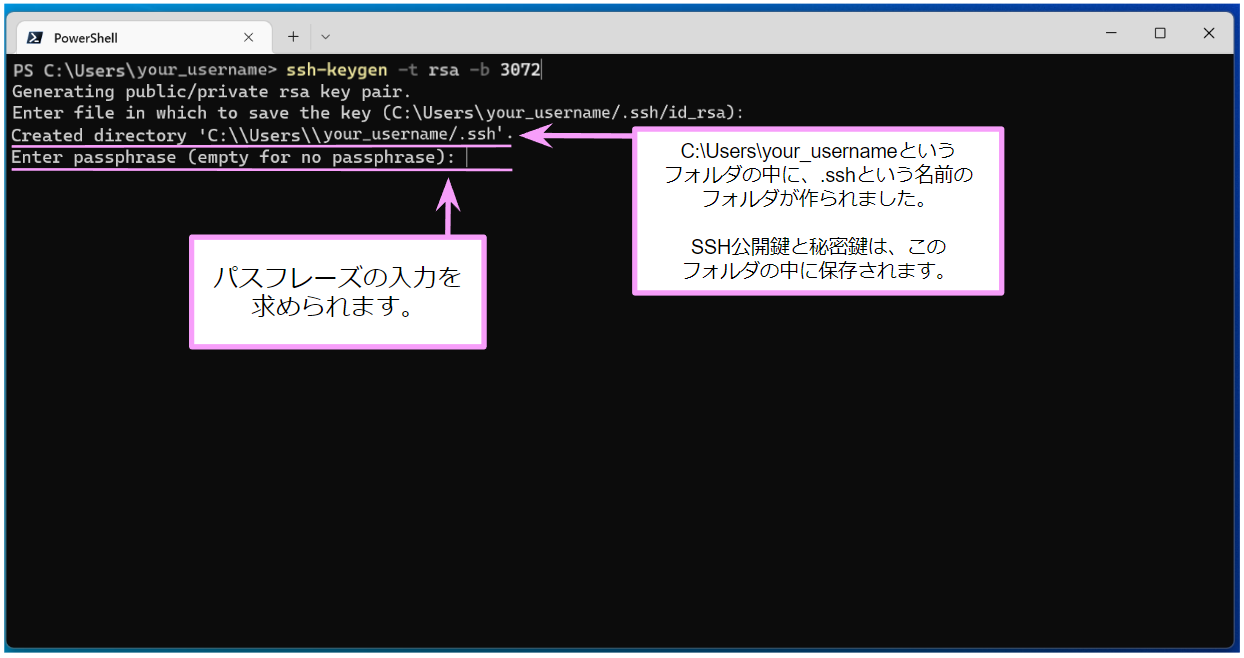 PowerShell
PS C:\Users\your_username> ssh-keygen -t rsa -b 3072
Generating public/private rsa key pair.
Enter file in which to save the key (C:\Users\your_username/.ssh/id_rsa):
Created directory 'C:\\Users\\your_username/.ssh'.
Enter passphrase (empty for no passphrase):
C:\Users\your_usernameという
フォルダの中に、.sshという名前の
フォルダが作られました。
SSH公開鍵と秘密鍵は、この
フォルダの中に保存されます。
パスフレーズの入力を
求められます。